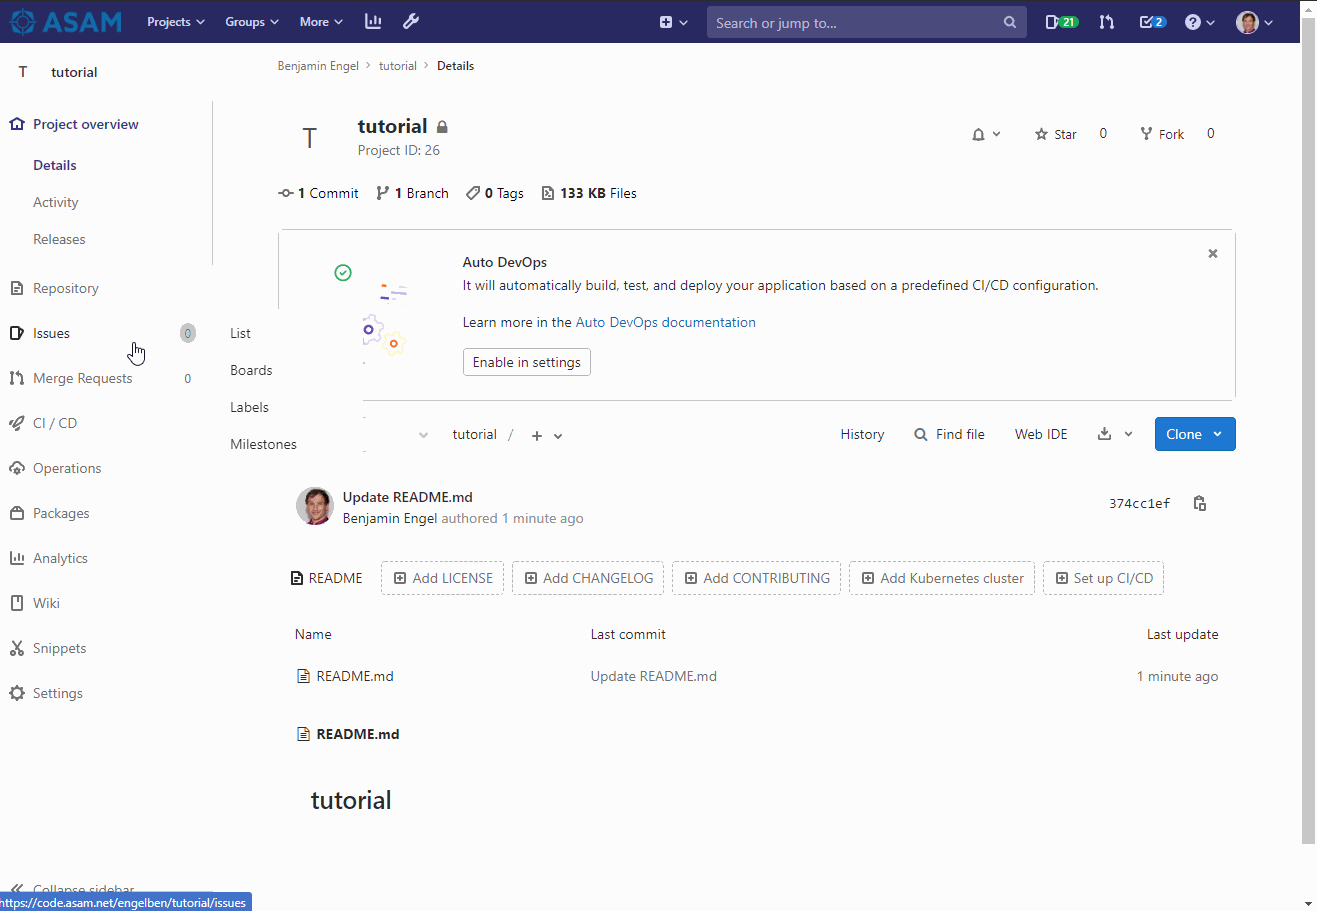 ASAM Projects Groups More Search or jump to... 21 2
T tutorial
Benjamin Engel > tutorial > Details
Project overview
Details
Activity
Releases
Repository
Issues 0
Merge Requests 0
CI / CD
Operations
Packages
Analytics
Wiki
Snippets
Settings
Collapse sidebar
https://code.asam.net/engelben/tutorial/issues
List
Boards
Labels
Milestones
T
tutorial
Project ID: 26
Star 0 Fork 0
1 Commit 1 Branch 0 Tags 133 KB Files
Auto DevOps
It will automatically build, test, and deploy your application based on a predefined CI/CD configuration.
Learn more in the Auto DevOps documentation
Enable in settings
tutorial / + History Find file Web IDE Clone
Update README.md
Benjamin Engel authored 1 minute ago
374cc1ef
README Add LICENSE Add CHANGELOG Add CONTRIBUTING Add Kubernetes cluster Set up CI/CD
Name Last commit Last update
README.md Update README.md 1 minute ago
README.md
tutorial